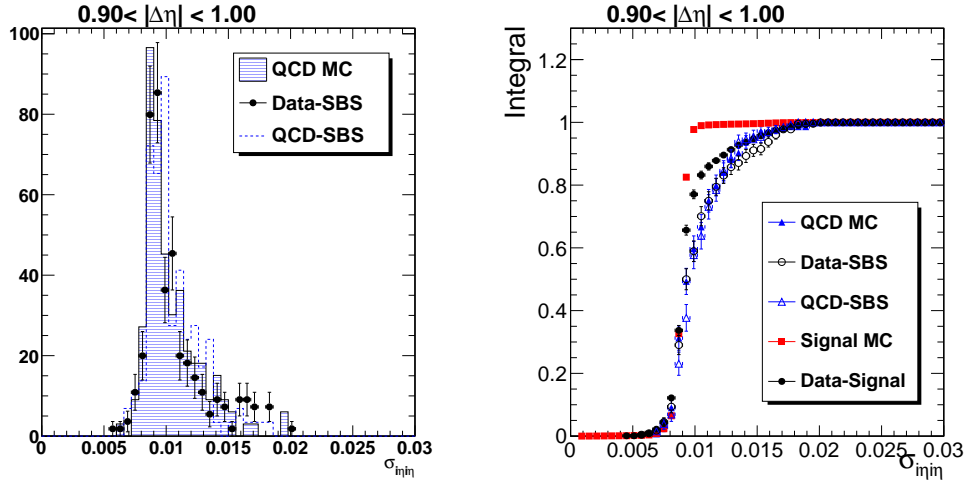 0.90< |Δη| < 1.00
100
80
60
40
20
0
QCD MC
Data-SBS
QCD-SBS
0 0.005 0.01 0.015 0.02 0.025 0.03
σiηiη
0.90< |Δη| < 1.00
Integral
1.2
1
0.8
0.6
0.4
0.2
0
QCD MC
Data-SBS
QCD-SBS
Signal MC
Data-Signal
0 0.005 0.01 0.015 0.02 0.025 0.03
σiηiη